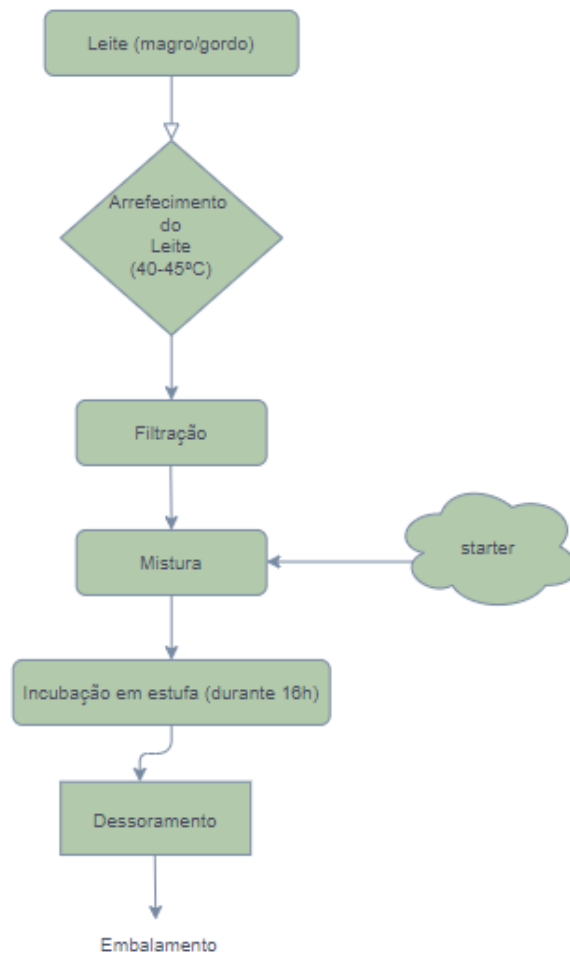 Leite (magro/gordo)
Arrefecimento
do
Leite
(40-45ºC)
Filtração
Mistura
starter
Incubação em estufa (durante 16h)
Dessoramento
Embalamento